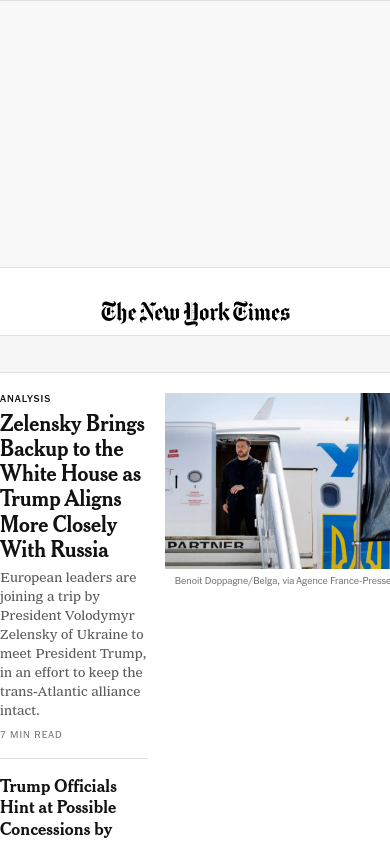 The New York Times
ANALYSIS
Zelensky Brings
Backup to the
White House as
Trump Aligns
More Closely
With Russia
European leaders are
joining a trip by
President Volodymyr
Zelensky of Ukraine to
meet President Trump,
in an effort to keep the
trans-Atlantic alliance
intact.
7 MIN READ
Trump Officials
Hint at Possible
Concessions by
PARTNER
Benoit Doppagne/Belga, via Agence France-Presse